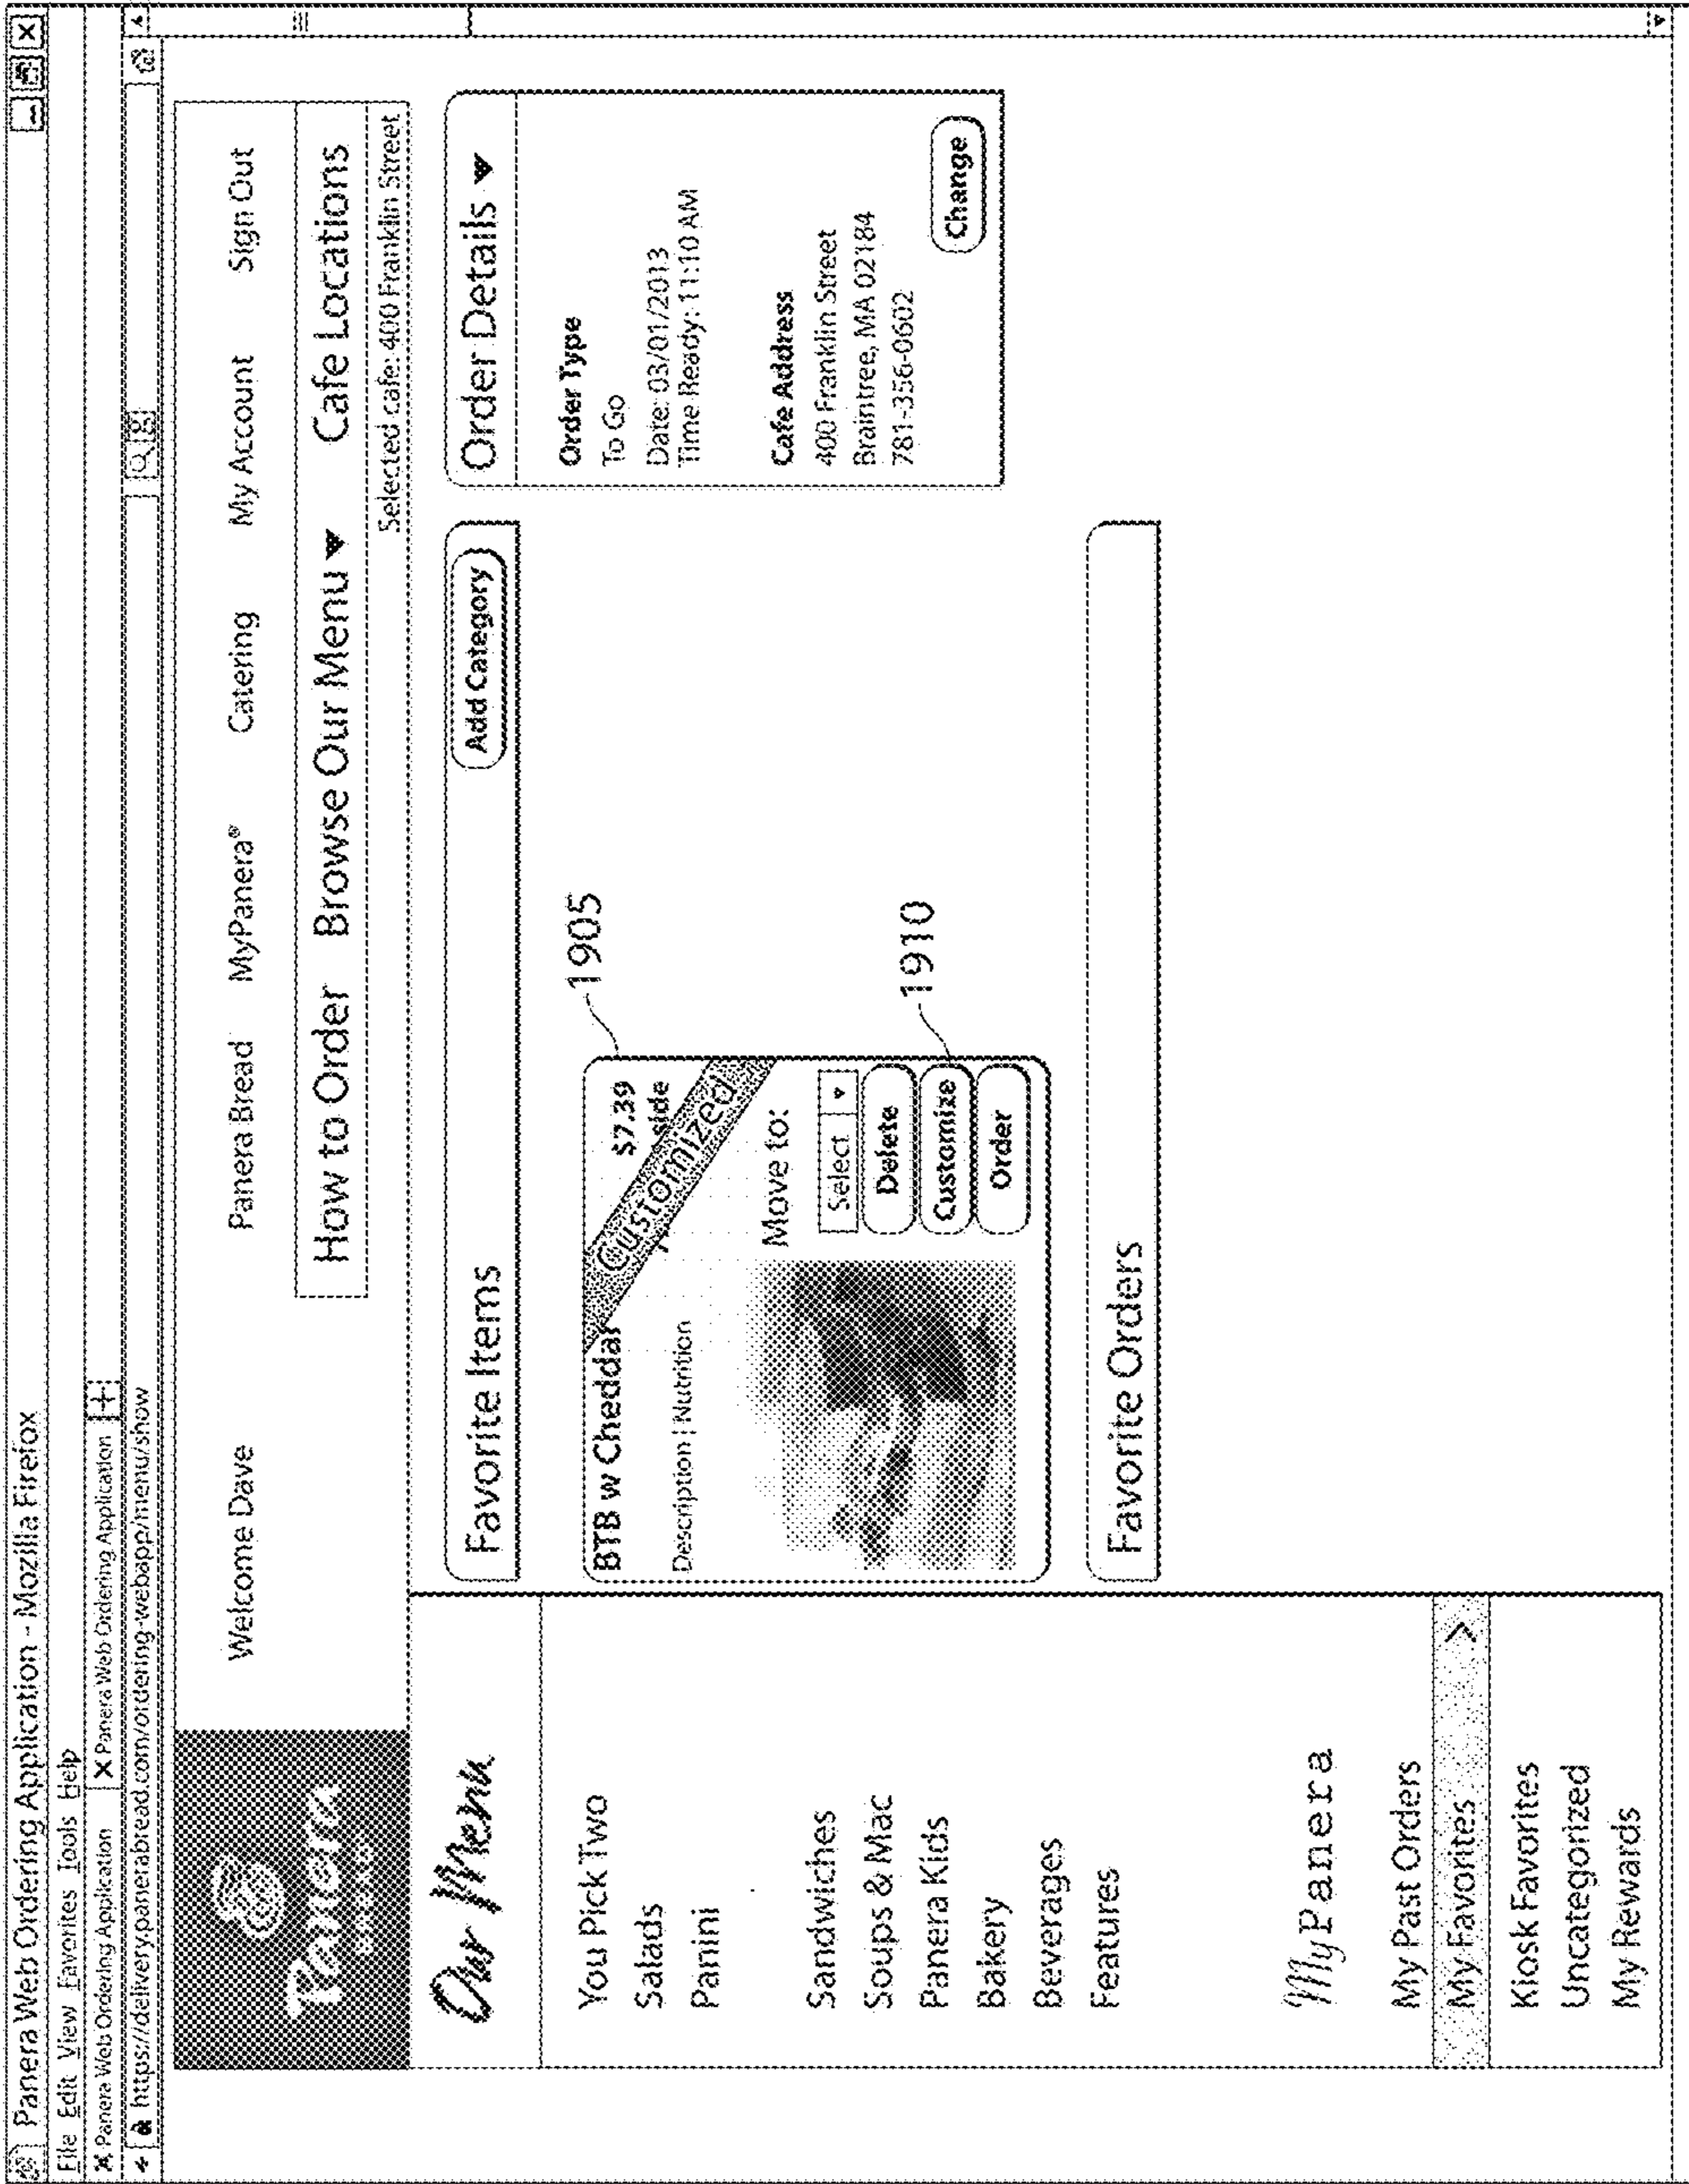 Panera Web Ordering Application - Mozilla Firefox
File Edit View Favorites Tools Help
X Panera Web Ordering Application X Panera Web Ordering Application +
https://delivery.panerabread.com/ordering-webapp/menu/show
Panera
BREAD
Welcome Dave Panera Bread MyPanera® Catering My Account Sign Out
How to Order Browse Our Menu Cafe Locations
Selected cafe: 400 Franklin Street
Our Menu
You Pick Two
Salads
Panini
Sandwiches
Soups & Mac
Panera Kids
Bakery
Beverages
Features
MyPanera
My Past Orders
My Favorites >
Kiosk Favorites
Uncategorized
My Rewards
Favorite Items Add Category
BTB w Cheddar $7.39
side
Customized
Description | Nutrition
Move to:
Select
Delete
Customize
Order
1905
1910
Favorite Orders
Order Details
Order Type
To Go
Date: 03/01/2013
Time Ready: 11:10 AM
Cafe Address
400 Franklin Street
Braintree, MA 02184
781-356-0602
Change